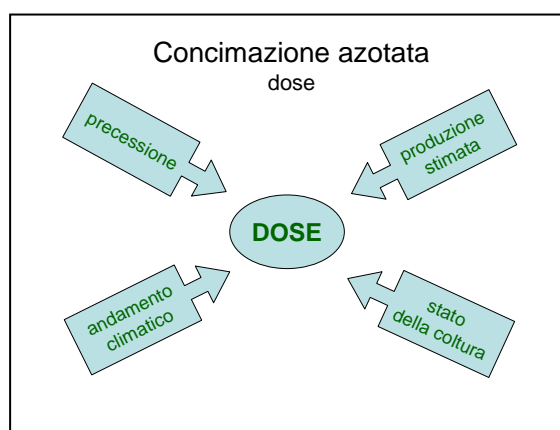 Concimazione azotata
dose
precessione
produzione
stimata
DOSE
andamento
climatico
stato
della coltura